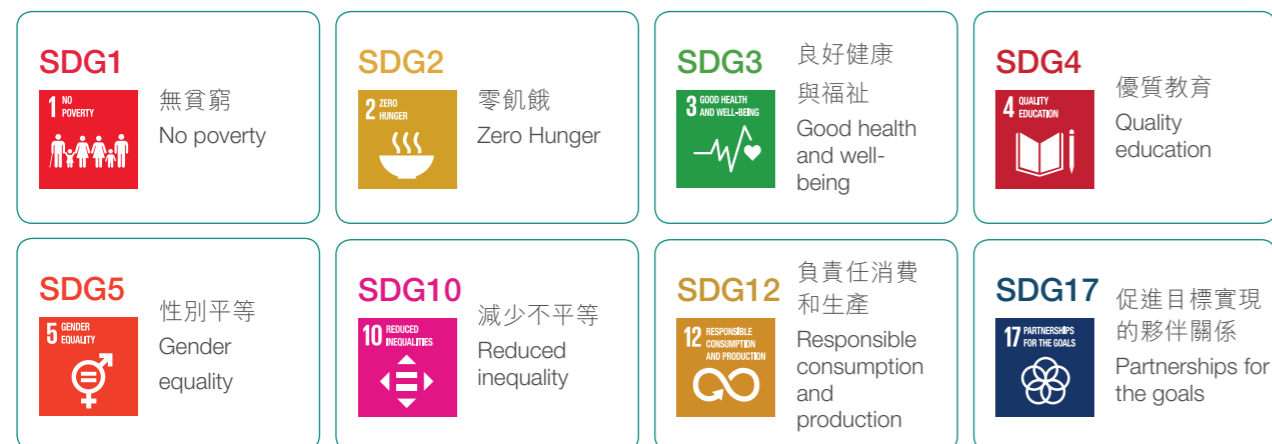 SDG1
1 NO
POVERTY
無貧窮
No poverty
SDG2
2 ZERO
HUNGER
零飢餓
Zero Hunger
SDG3
3 GOOD HEALTH
AND WELL-BEING
良好健康
與福祉
Good health
and well-
being
SDG4
4 QUALITY
EDUCATION
優質教育
Quality
education
SDG5
5 GENDER
EQUALITY
性別平等
Gender
equality
SDG10
10 REDUCED
INEQUALITIES
減少不平等
Reduced
inequality
SDG12
12 RESPONSIBLE
CONSUMPTION
AND PRODUCTION
負責任消費
和生產
Responsible
consumption
and
production
SDG17
17 PARTNERSHIPS
FOR THE GOALS
促進目標實現
的夥伴關係
Partnerships for
the goals